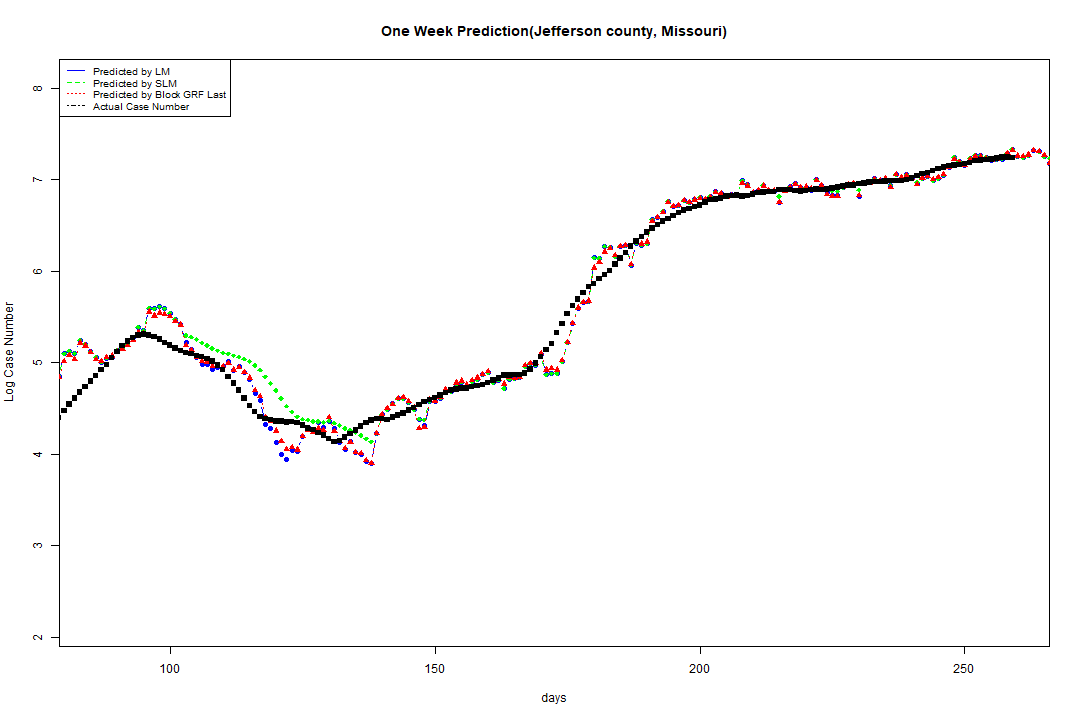 One Week Prediction(Jefferson county, Missouri)
Predicted by LM
Predicted by SLM
Predicted by Block GRF Last
Actual Case Number
8
7
6
5
4
3
2
Log Case Number
100 150 200 250
days